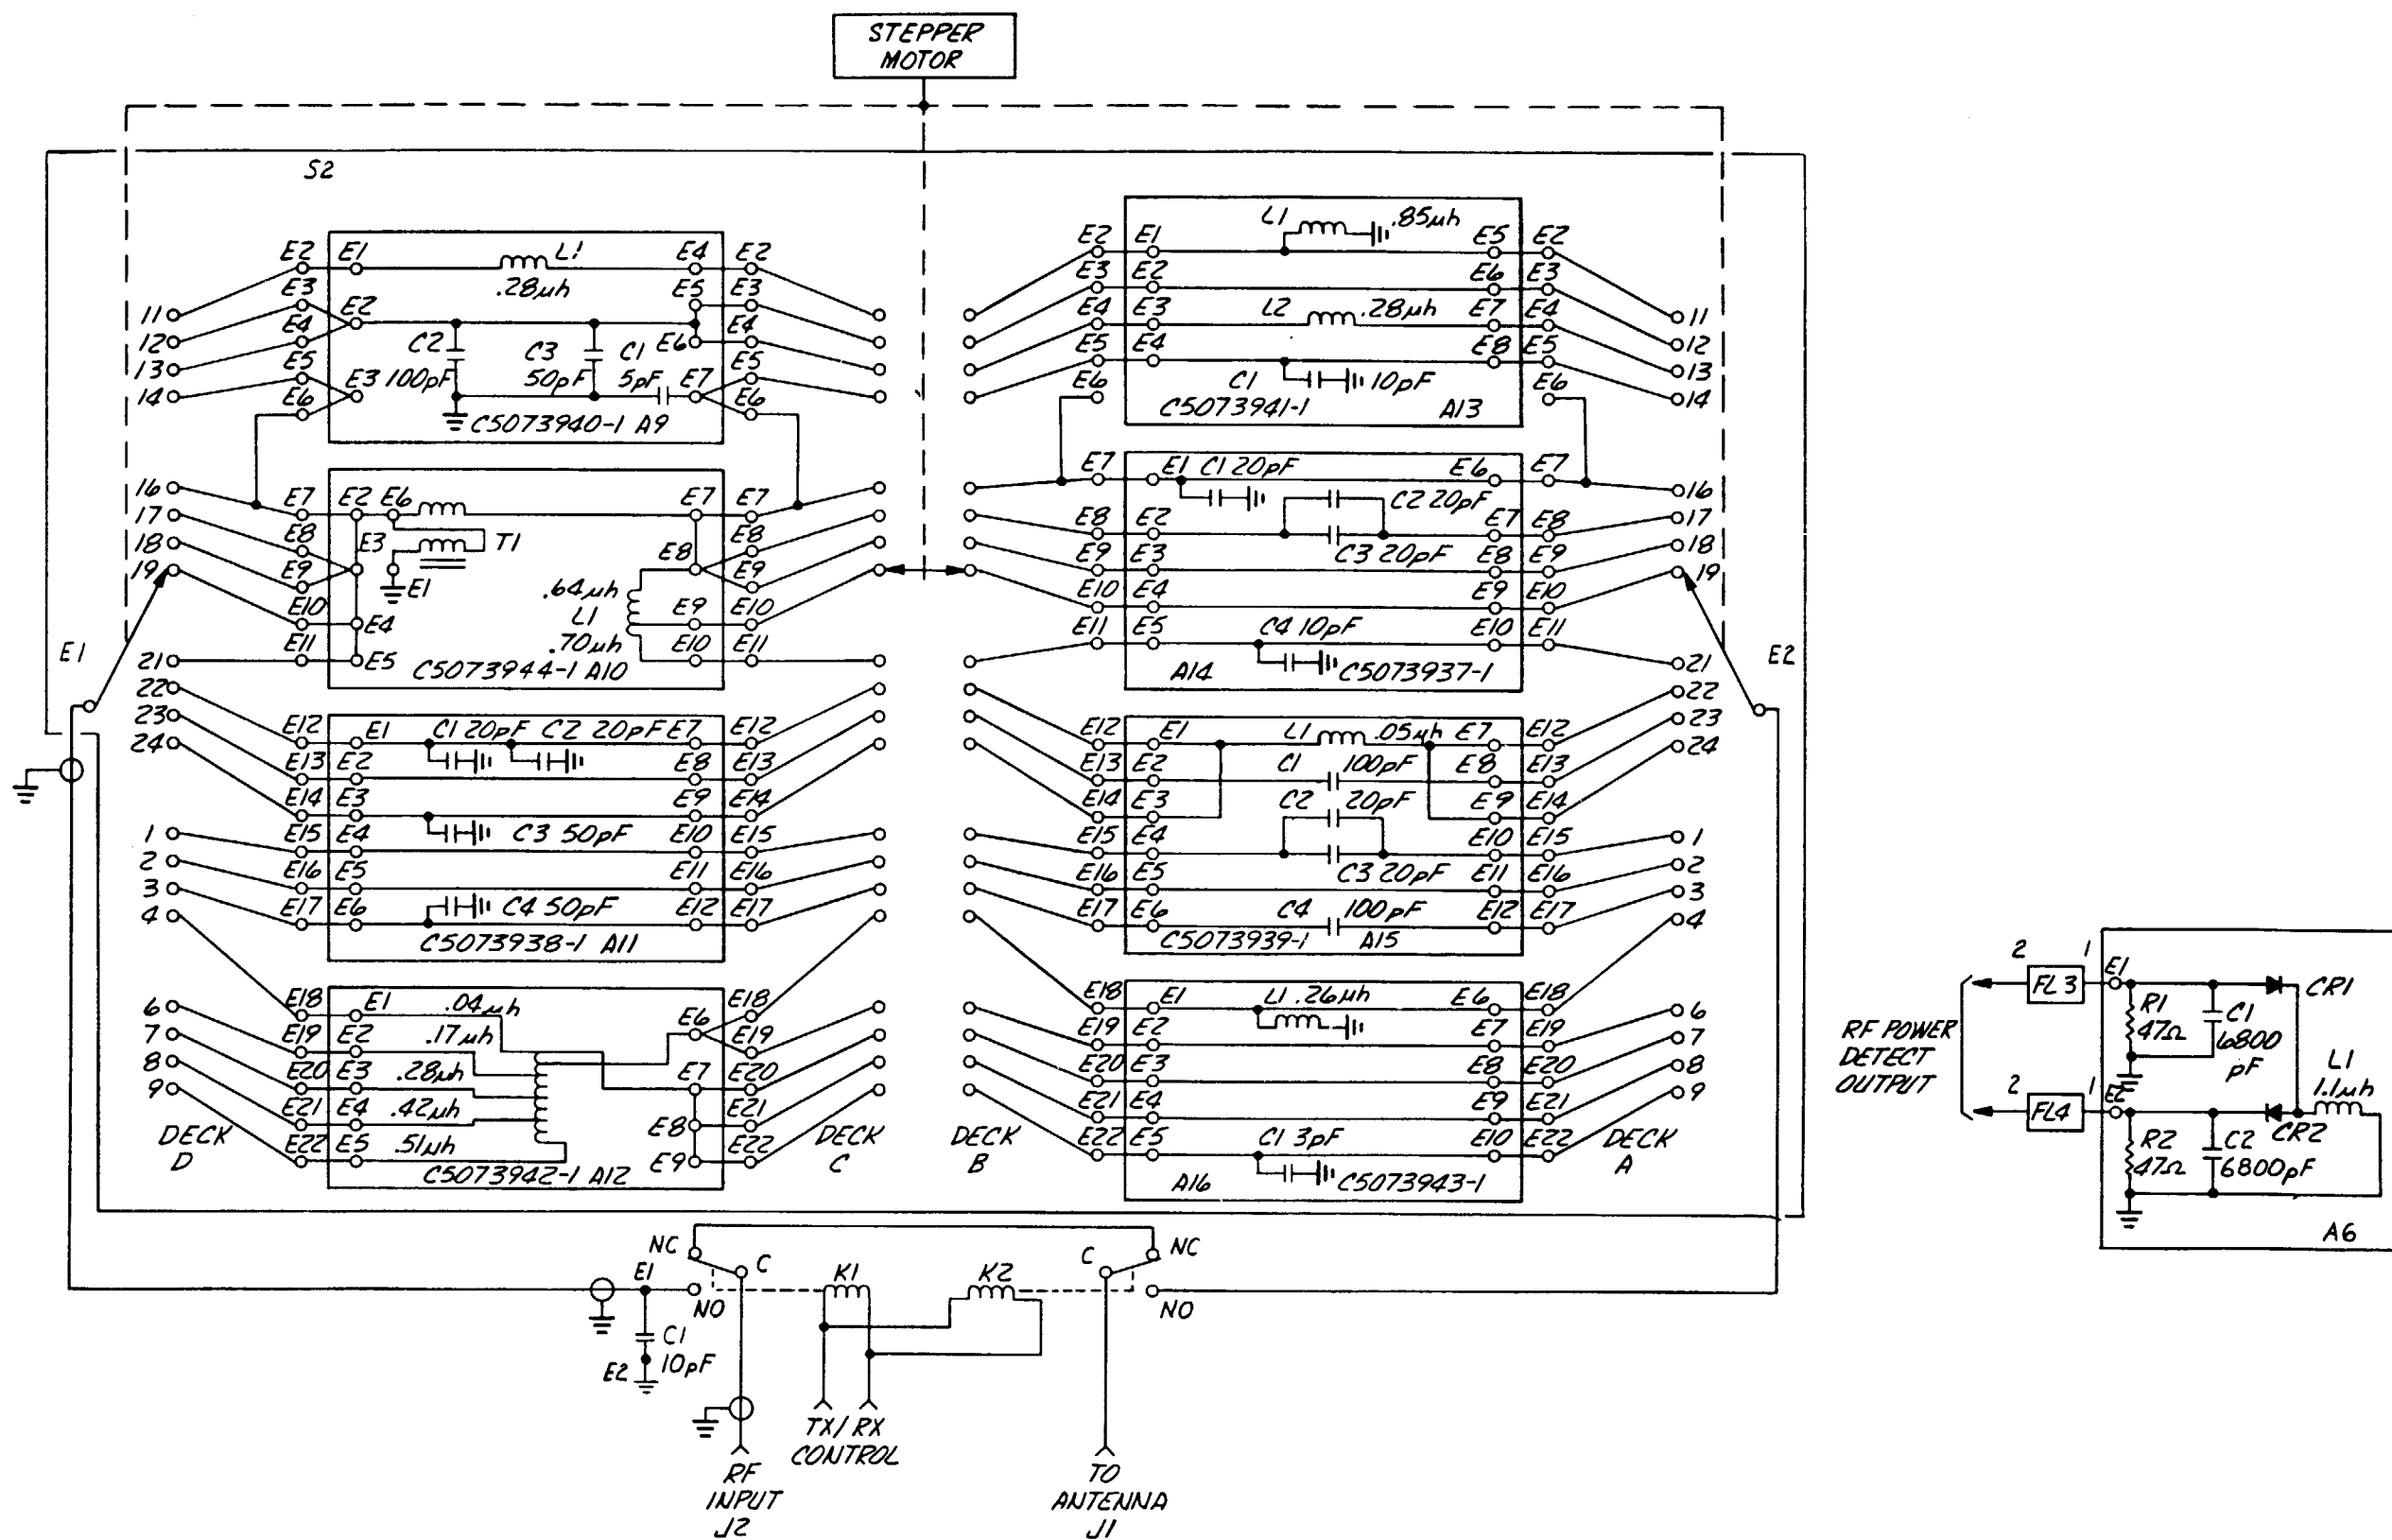 STEPPER
MOTOR
S2
E1
11
12
13
14
16
17
18
19
21
22
23
24
1
2
3
4
6
7
8
9
DECK
D
E2
E3
E4
E5
E6
E7
E8
E9
E10
E11
E12
E13
E14
E15
E16
E17
E18
E19
E20
E21
E22
E1 L1 E4
.28µh
E2 E5
C2 C3 C1 E6
E3 100pF 50pF 5pF E7
C5073940-1 A9
E2 E6 E7
E3 T1 E8
E1
.64µh
L1 E9
E4
.70µh E10
E5
C5073944-1 A10
E1 C1 20pF C2 20pF E7
E2 E8
E3 E9
E4 C3 50pF E10
E5 E11
E6 C4 50pF E12
C5073938-1 A11
E1 .04µh E6
E2 .17µh
E3 .28µh E7
E4 .42µh E8
E5 .51µh E9
C5073942-1 A12
E2
E3
E4
E5
E6
E7
E8
E9
E10
E11
E12
E13
E14
E15
E16
E17
E18
E19
E20
E21
E22
DECK
C
DECK
B
E2
E3
E4
E5
E6
E7
E8
E9
E10
E11
E12
E13
E14
E15
E16
E17
E18
E19
E20
E21
E22
L1 .85µh
E1 E5
E2 E6
E3 L2 .28µh E7
E4 E8
C1 10pF
C5073941-1 A13
E1 C1 20pF E6
C2 20pF
E2 E7
E3 C3 20pF E8
E4 E9
E5 C4 10pF E10
A14 C5073937-1
E1 L1 .05µh E7
E2 C1 100pF E8
E3 C2 20pF E9
E4 E10
E5 C3 20pF E11
E6 C4 100pF E12
C5073939-1 A15
E1 L1 .26µh E6
E2 E7
E3 E8
E4 E9
E5 C1 3pF E10
A16 C5073943-1
E2
E3
E4
E5
E6
E7
E8
E9
E10
E11
E12
E13
E14
E15
E16
E17
E18
E19
E20
E21
E22
11
12
13
14
16
17
18
19
21
22
23
24
1
2
3
4
6
7
8
9
DECK
A
E2
NC
C
E1
NO
C1
10pF
E2
K1
K2
C
NC
NO
TX/RX
CONTROL
RF
INPUT
J2
TO
ANTENNA
J1
RF POWER
DETECT
OUTPUT
2 FL3 1 E1
CR1
R1
47Ω
C1
6800
pF
L1
1.1µh
2 FL4 1 E2
CR2
R2
47Ω
C2
6800pF
A6